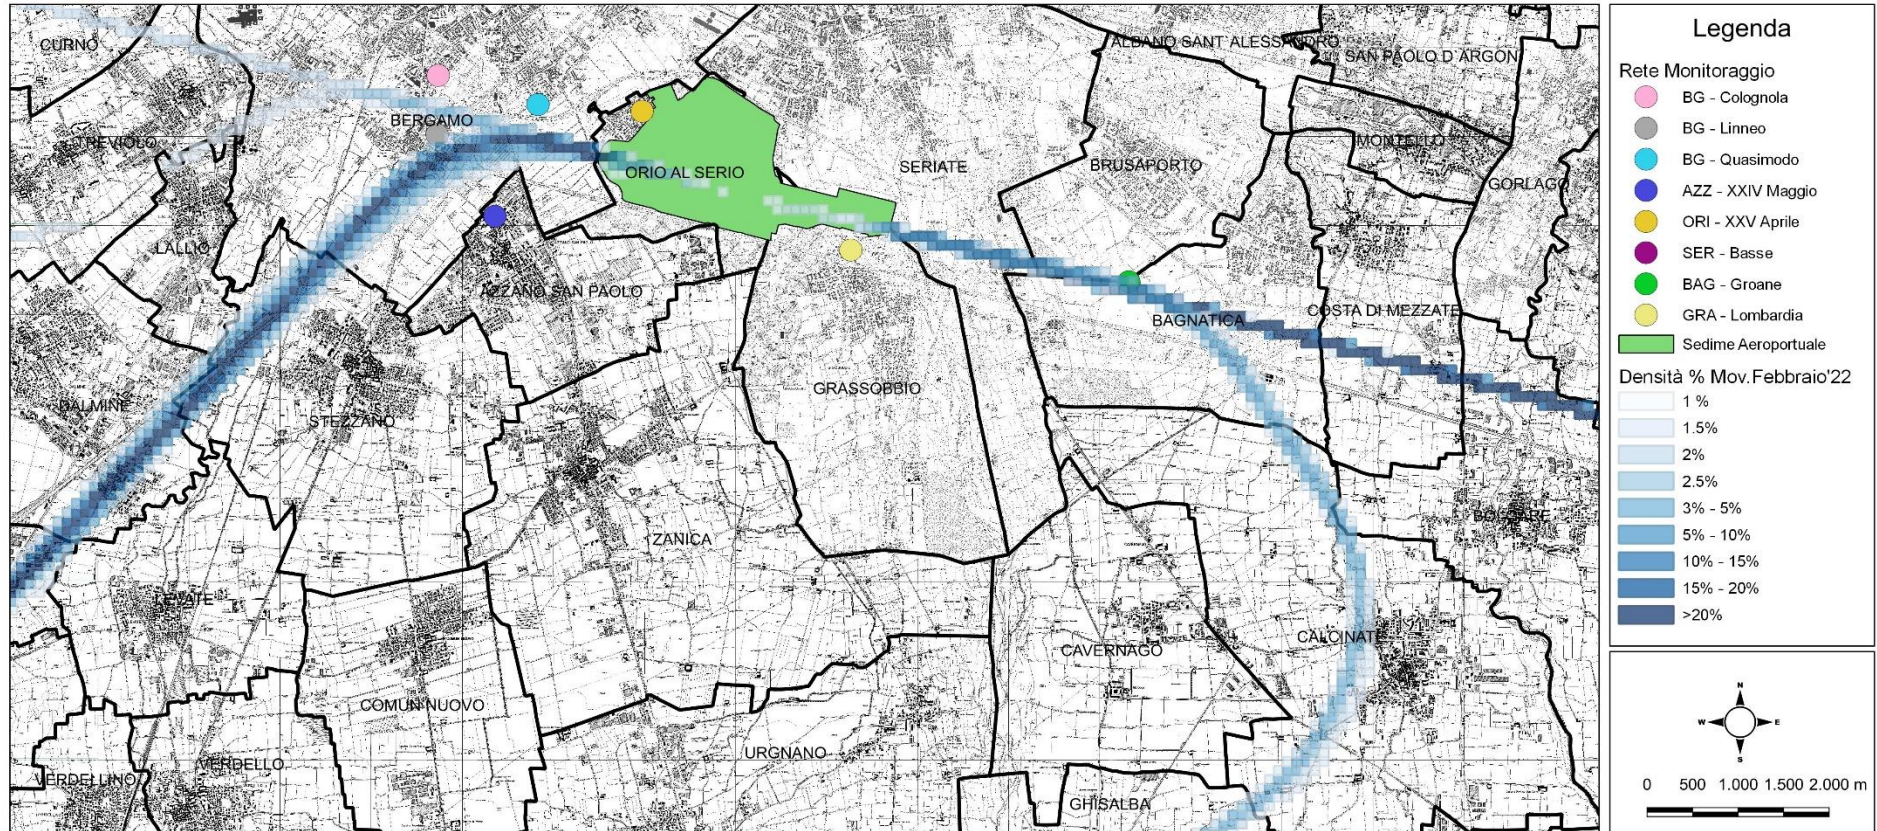 CURNO
BERGAMO
TREVIOLO
LALLIO
DALMINE
STEZZANO
AZZANO SAN PAOLO
ORIO AL SERIO
SERIATE
ALBANO SANT'ALESSANDRO
SAN PAOLO D'ARGON
BRUSAPORTO
MONTELLO
GORLAGO
BAGNATICA
COSTA DI MEZZATE
GRASSOBBIO
BOLGARE
ZANICA
LEVATE
CALCINATE
CAVERNAGO
COMUN NUOVO
URGNANO
VERDELLO
VERDELLINO
GHISALBA
Legenda
Rete Monitoraggio
BG - Colognola
BG - Linneo
BG - Quasimodo
AZZ - XXIV Maggio
ORI - XXV Aprile
SER - Basse
BAG - Groane
GRA - Lombardia
Sedime Aeroportuale
Densità % Mov.Febbraio'22
1 %
1.5%
2%
2.5%
3% - 5%
5% - 10%
10% - 15%
15% - 20%
>20%
N
W E
S
0 500 1.000 1.500 2.000 m